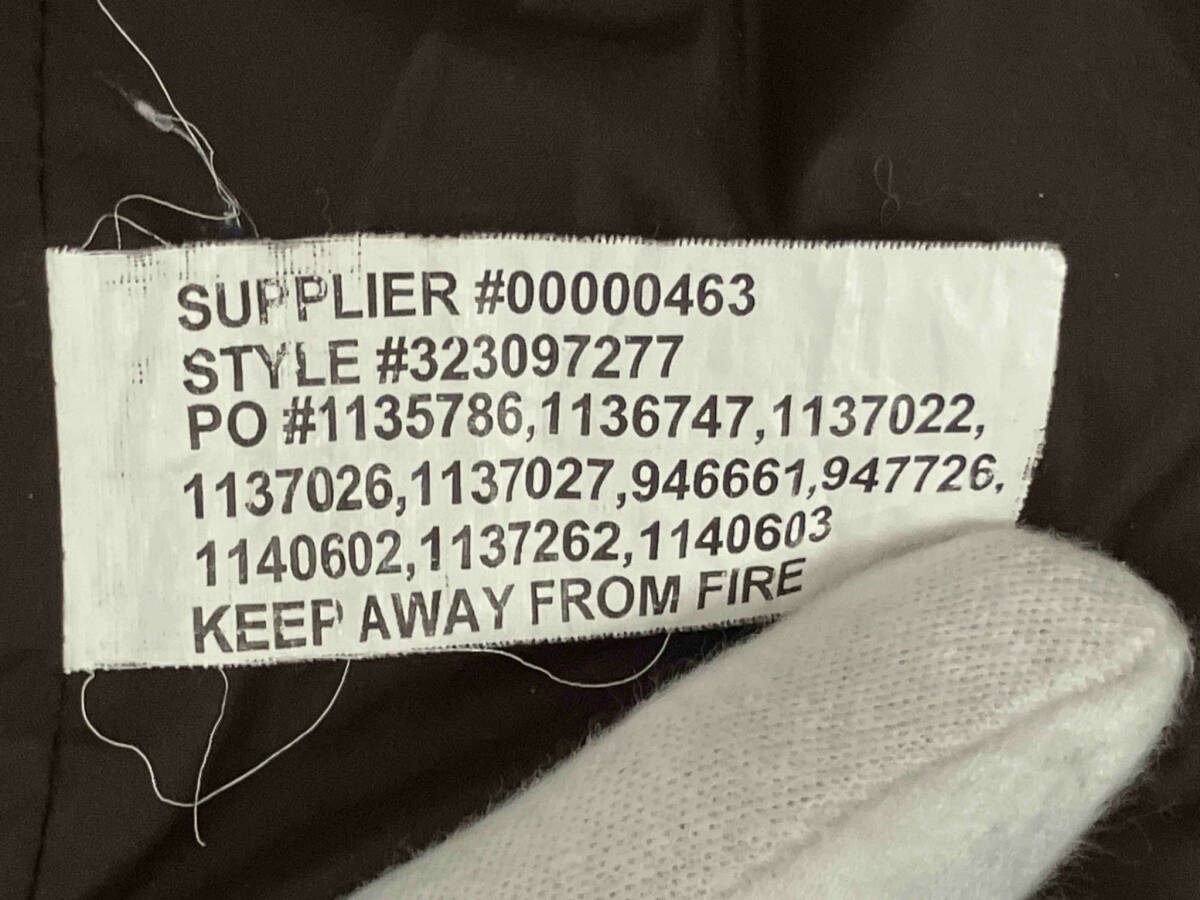 SUPPLIER #00000463
STYLE #323097277
PO #1135786,1136747,1137022,
1137026,1137027,946661,947726,
1140602,1137262,1140603
KEEP AWAY FROM FIRE